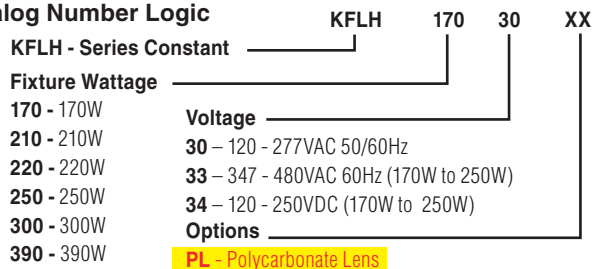 alog Number Logic
KFLH 170 30 XX
KFLH - Series Constant
Fixture Wattage
170 - 170W
210 - 210W
220 - 220W
250 - 250W
300 - 300W
390 - 390W
Voltage
30 – 120 - 277VAC 50/60Hz
33 – 347 - 480VAC 60Hz (170W to 250W)
34 – 120 - 250VDC (170W to 250W)
Options
PL - Polycarbonate Lens